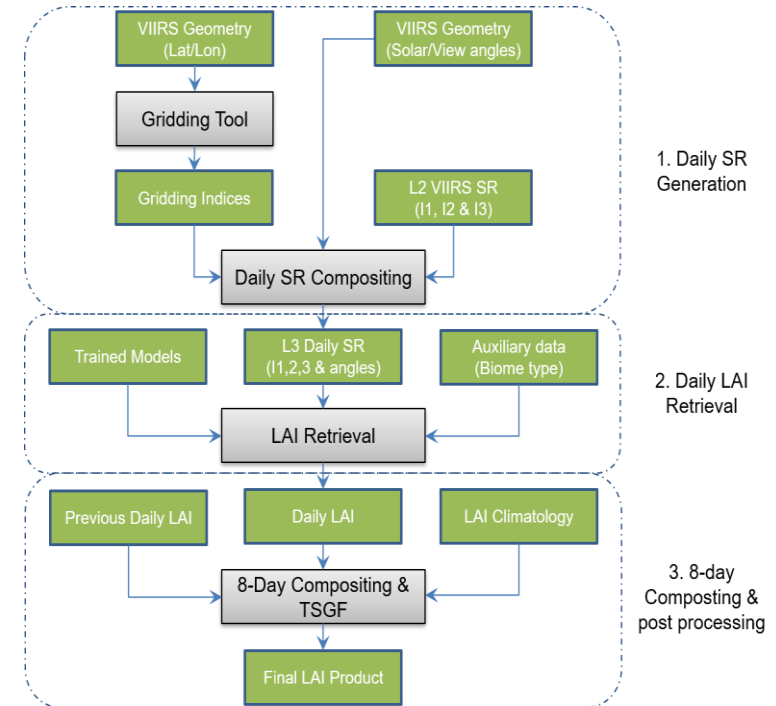 VIIRS Geometry
(Lat/Lon)
VIIRS Geometry
(Solar/View angles)
Gridding Tool
Gridding Indices
L2 VIIRS SR
(I1, I2 & I3)
Daily SR Compositing
1. Daily SR
Generation
Trained Models
L3 Daily SR
(I1,2,3 & angles)
Auxiliary data
(Biome type)
LAI Retrieval
2. Daily LAI
Retrieval
Previous Daily LAI
Daily LAI
LAI Climatology
8-Day Compositing &
TSGF
Final LAI Product
3. 8-day
Composting &
post processing